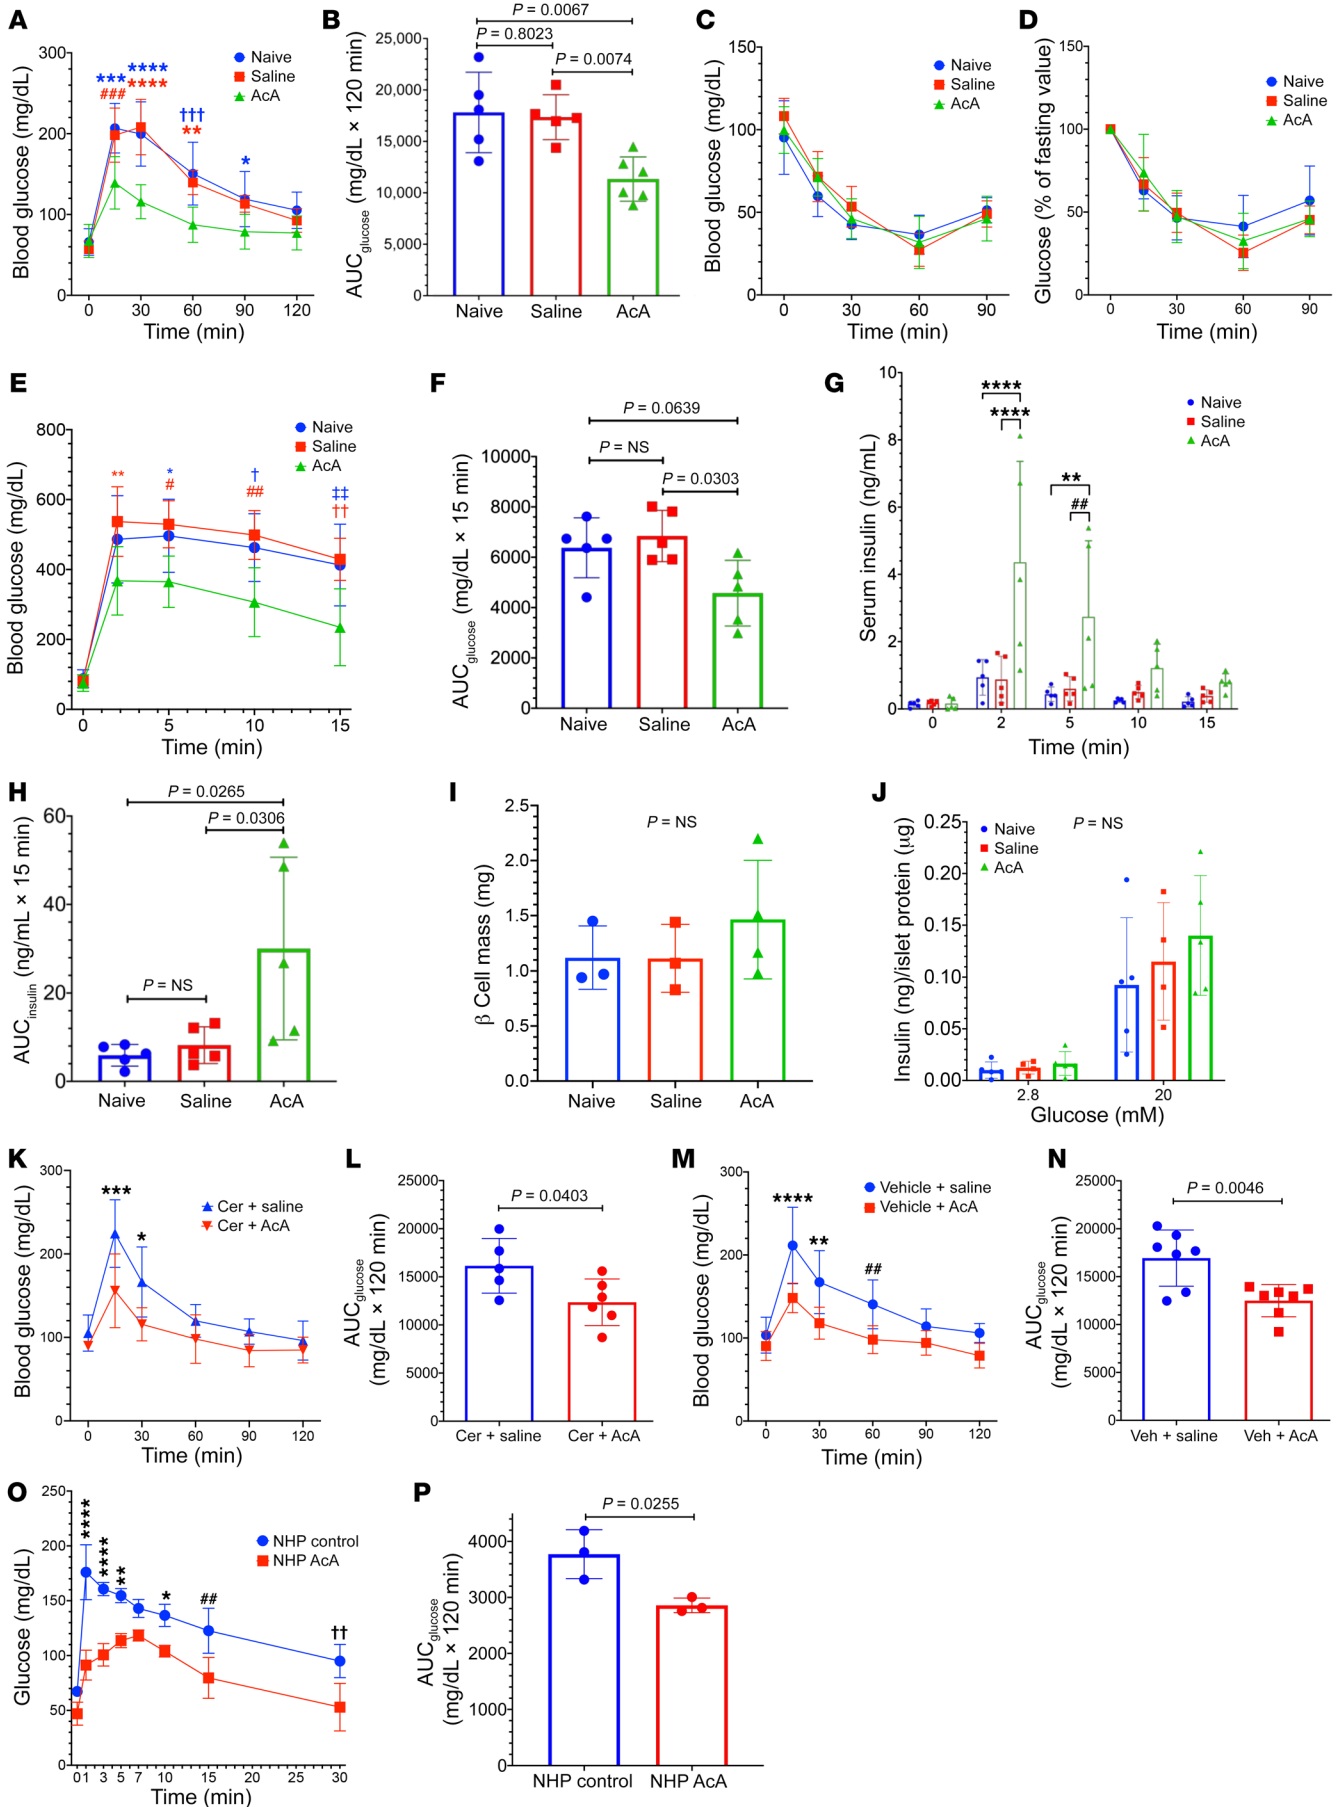 A
Blood glucose (mg/dL)
300
200
100
0
*** ****
### ****
†††
**
*
Naive
Saline
AcA
0 30 60 90 120
Time (min)
B
AUCglucose (mg/dL × 120 min)
P = 0.0067
P = 0.8023
P = 0.0074
25,000
20,000
15,000
10,000
5,000
0
Naive Saline AcA
C
Blood glucose (mg/dL)
150
100
50
0
Naive
Saline
AcA
0 15 30 60 90
Time (min)
D
Glucose (% of fasting value)
150
100
50
0
Naive
Saline
AcA
0 15 30 60 90
Time (min)
E
Blood glucose (mg/dL)
800
600
400
200
0
Naive
Saline
AcA
** * † ‡‡
# ## ††
0 5 10 15
Time (min)
F
AUCglucose (mg/dL × 15 min)
P = 0.0639
P = NS
P = 0.0303
10000
8000
6000
4000
2000
0
Naive Saline AcA
G
Serum insulin (ng/mL)
10
8
6
4
2
0
****
****
**
##
Naive
Saline
AcA
0 2 5 10 15
Time (min)
H
AUCinsulin (ng/mL × 15 min)
P = 0.0265
P = 0.0306
P = NS
60
40
20
0
Naive Saline AcA
I
β Cell mass (mg)
P = NS
2.5
2.0
1.5
1.0
0.5
0.0
Naive Saline AcA
J
Insulin (ng)/islet protein (μg)
P = NS
Naive
Saline
AcA
0.25
0.20
0.15
0.10
0.05
0.00
2.8 20
Glucose (mM)
K
Blood glucose (mg/dL)
300
200
100
0
***
*
Cer + saline
Cer + AcA
0 30 60 90 120
Time (min)
L
AUCglucose
(mg/dL × 120 min)
P = 0.0403
25000
20000
15000
10000
5000
0
Cer + saline Cer + AcA
M
Blood glucose (mg/dL)
300
200
100
0
****
**
##
Vehicle + saline
Vehicle + AcA
0 30 60 90 120
Time (min)
N
AUCglucose
(mg/dL × 120 min)
P = 0.0046
25000
20000
15000
10000
5000
0
Veh + saline Veh + AcA
O
Glucose (mg/dL)
250
200
150
100
50
0
****
****
**
*
##
††
NHP control
NHP AcA
0 1 3 5 7 10 15 20 25 30
Time (min)
P
AUCglucose
(mg/dL × 120 min)
P = 0.0255
4000
3000
2000
1000
0
NHP control NHP AcA